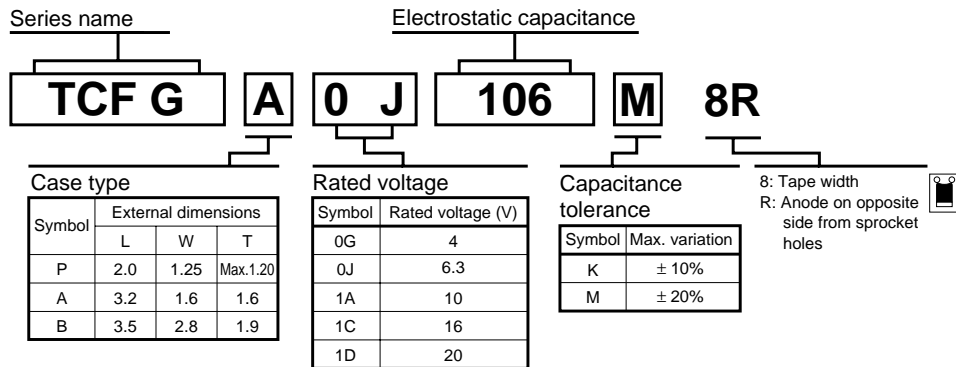 Series name
Electrostatic capacitance
TCF G A 0 J 106 M 8R
Case type
Symbol External dimensions
L W T
P 2.0 1.25 Max.1.20
A 3.2 1.6 1.6
B 3.5 2.8 1.9
Rated voltage
Symbol Rated voltage (V)
0G 4
0J 6.3
1A 10
1C 16
1D 20
Capacitance
tolerance
Symbol Max. variation
K ± 10%
M ± 20%
8: Tape width
R: Anode on opposite
side from sprocket
holes